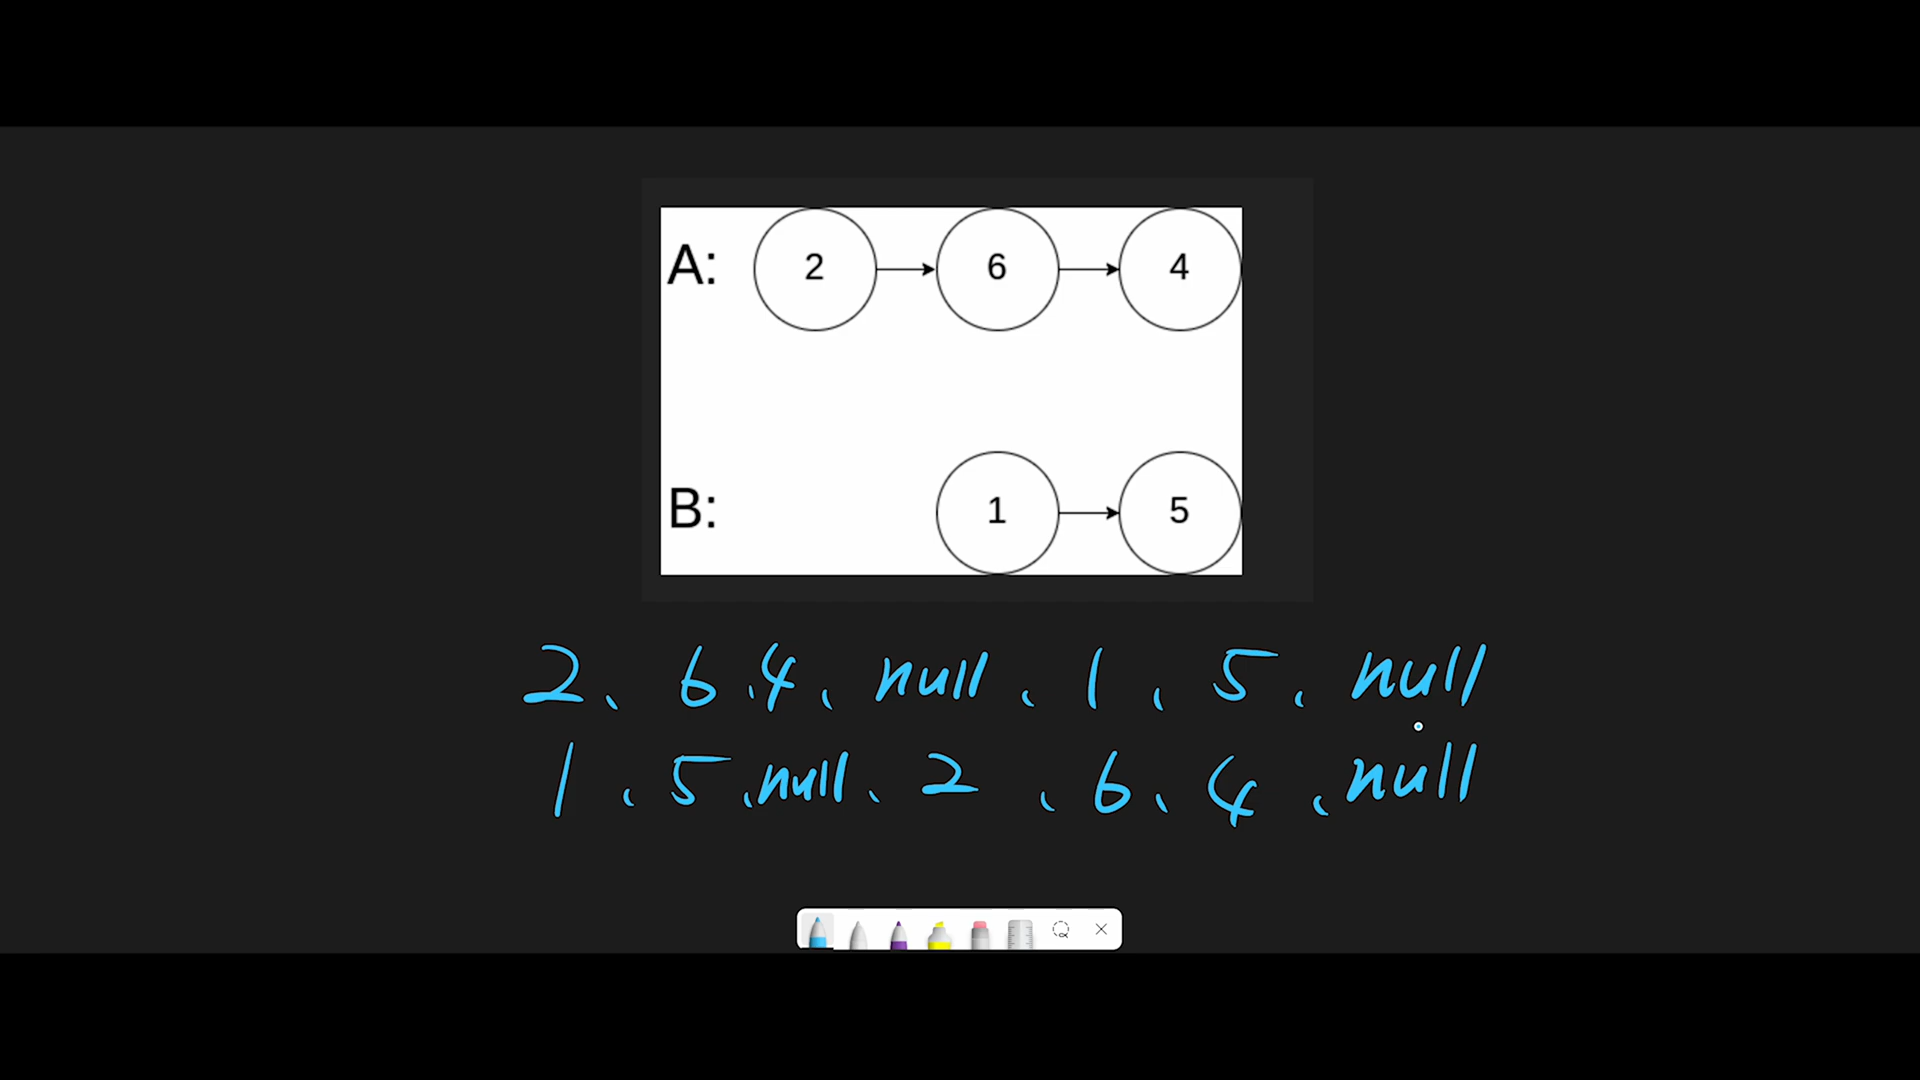 A: 2 6 4
B: 1 5
2、6、4、null、1、5、null
1、5、null、2、6、4、null